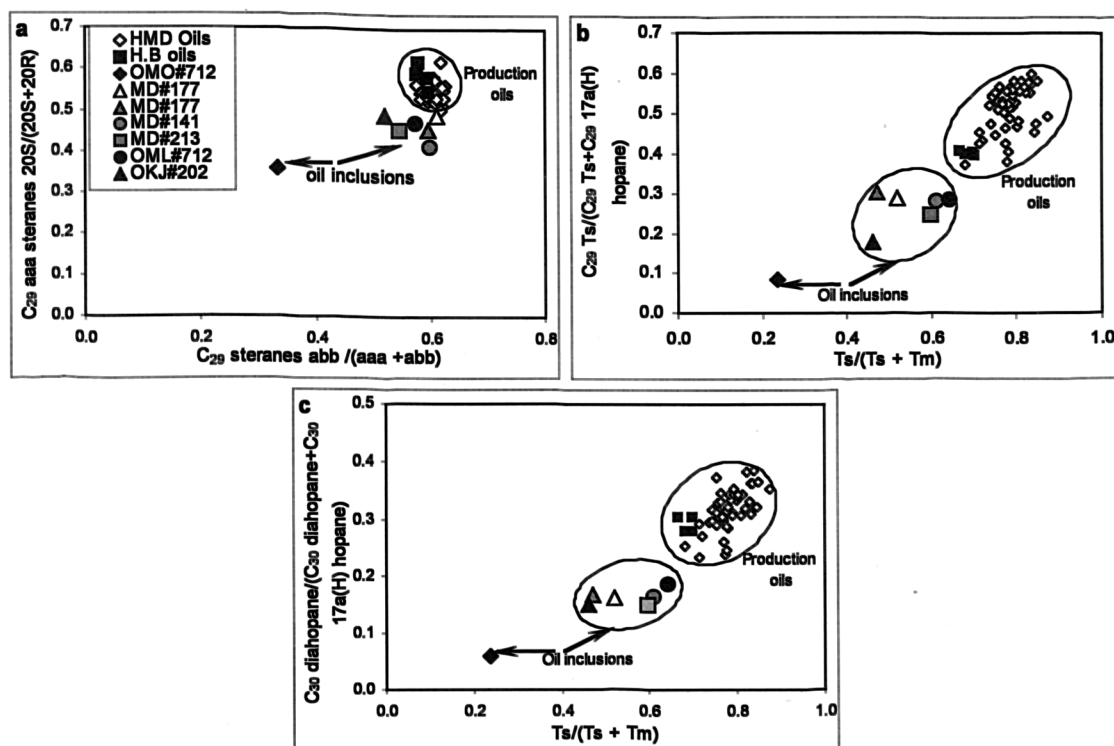 a
C29 aaa steranes 20S/(20S+20R)
0.7
0.6
0.5
0.4
0.3
0.2
0.1
0.0
HMD Oils
H.B oils
OMO#712
MD#177
MD#177
MD#141
MD#213
OML#712
OKJ#202
Production
oils
oil inclusions
0.0
0.2
0.4
0.6
0.8
C29 steranes abb /(aaa +abb)
b
C29 Ts/(C29 Ts+C29 17a(H)
hopane)
0.7
0.6
0.5
0.4
0.3
0.2
0.1
0.0
Production
oils
Oil inclusions
0.0
0.2
0.4
0.6
0.8
1.0
Ts/(Ts + Tm)
c
C30 diahopane/(C30 diahopane+C30
17a(H) hopane)
0.5
0.4
0.3
0.2
0.1
0.0
Production
oils
Oil inclusions
0.0
0.2
0.4
0.6
0.8
1.0
Ts/(Ts + Tm)